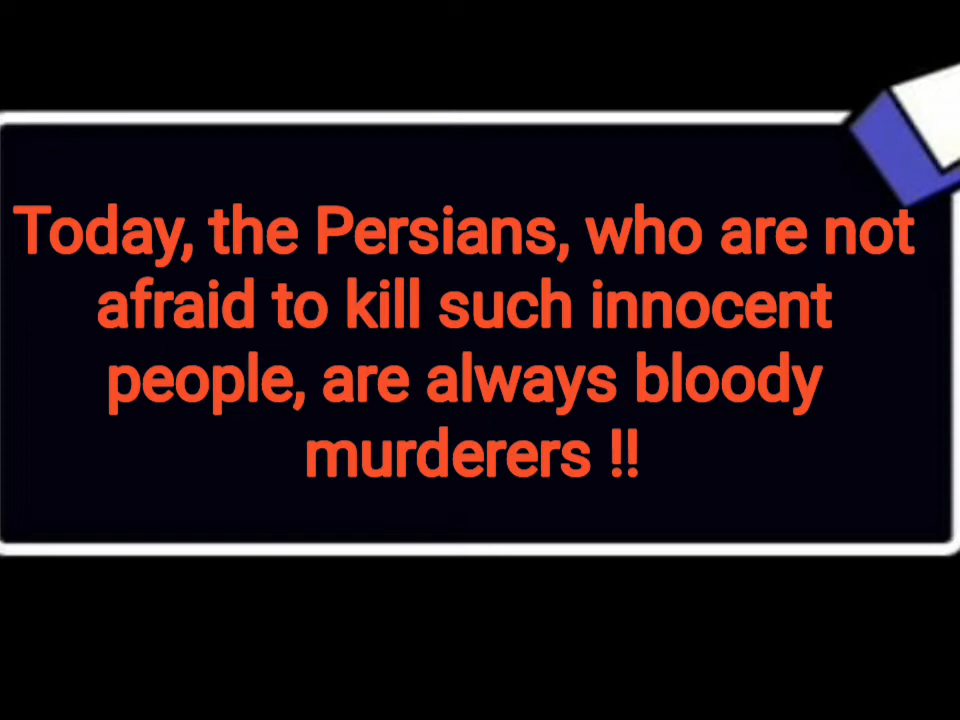 Today, the Persians, who are not
afraid to kill such innocent
people, are always bloody
murderers !!